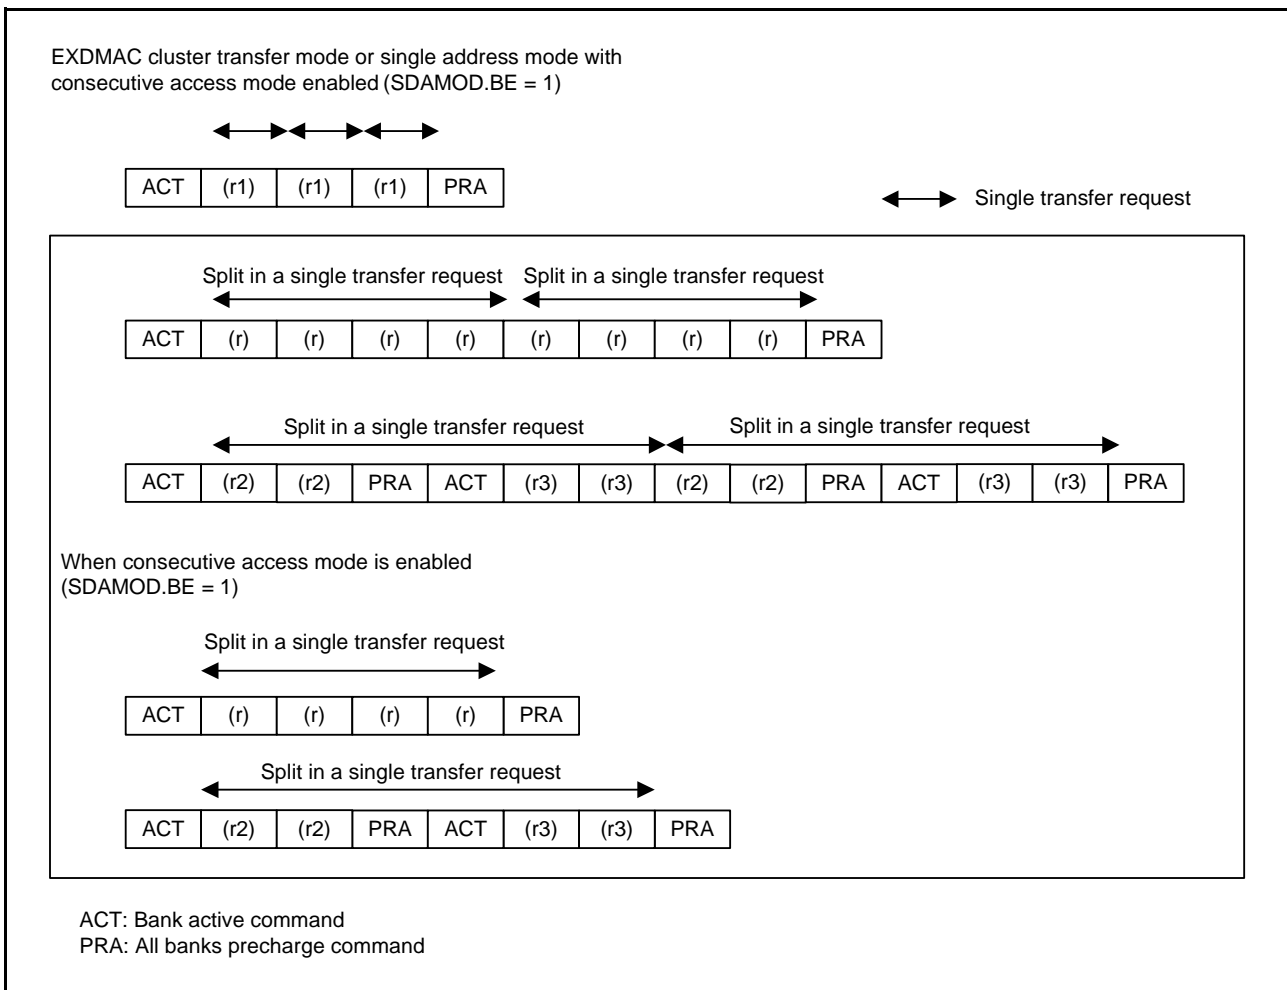 EXDMAC cluster transfer mode or single address mode with
consecutive access mode enabled (SDAMOD.BE = 1)
ACT (r1) (r1) (r1) PRA
Single transfer request
Split in a single transfer request Split in a single transfer request
ACT (r) (r) (r) (r) (r) (r) (r) (r) PRA
Split in a single transfer request Split in a single transfer request
ACT (r2) (r2) PRA ACT (r3) (r3) (r2) (r2) PRA ACT (r3) (r3) PRA
When consecutive access mode is enabled
(SDAMOD.BE = 1)
Split in a single transfer request
ACT (r) (r) (r) (r) PRA
Split in a single transfer request
ACT (r2) (r2) PRA ACT (r3) (r3) PRA
ACT: Bank active command
PRA: All banks precharge command